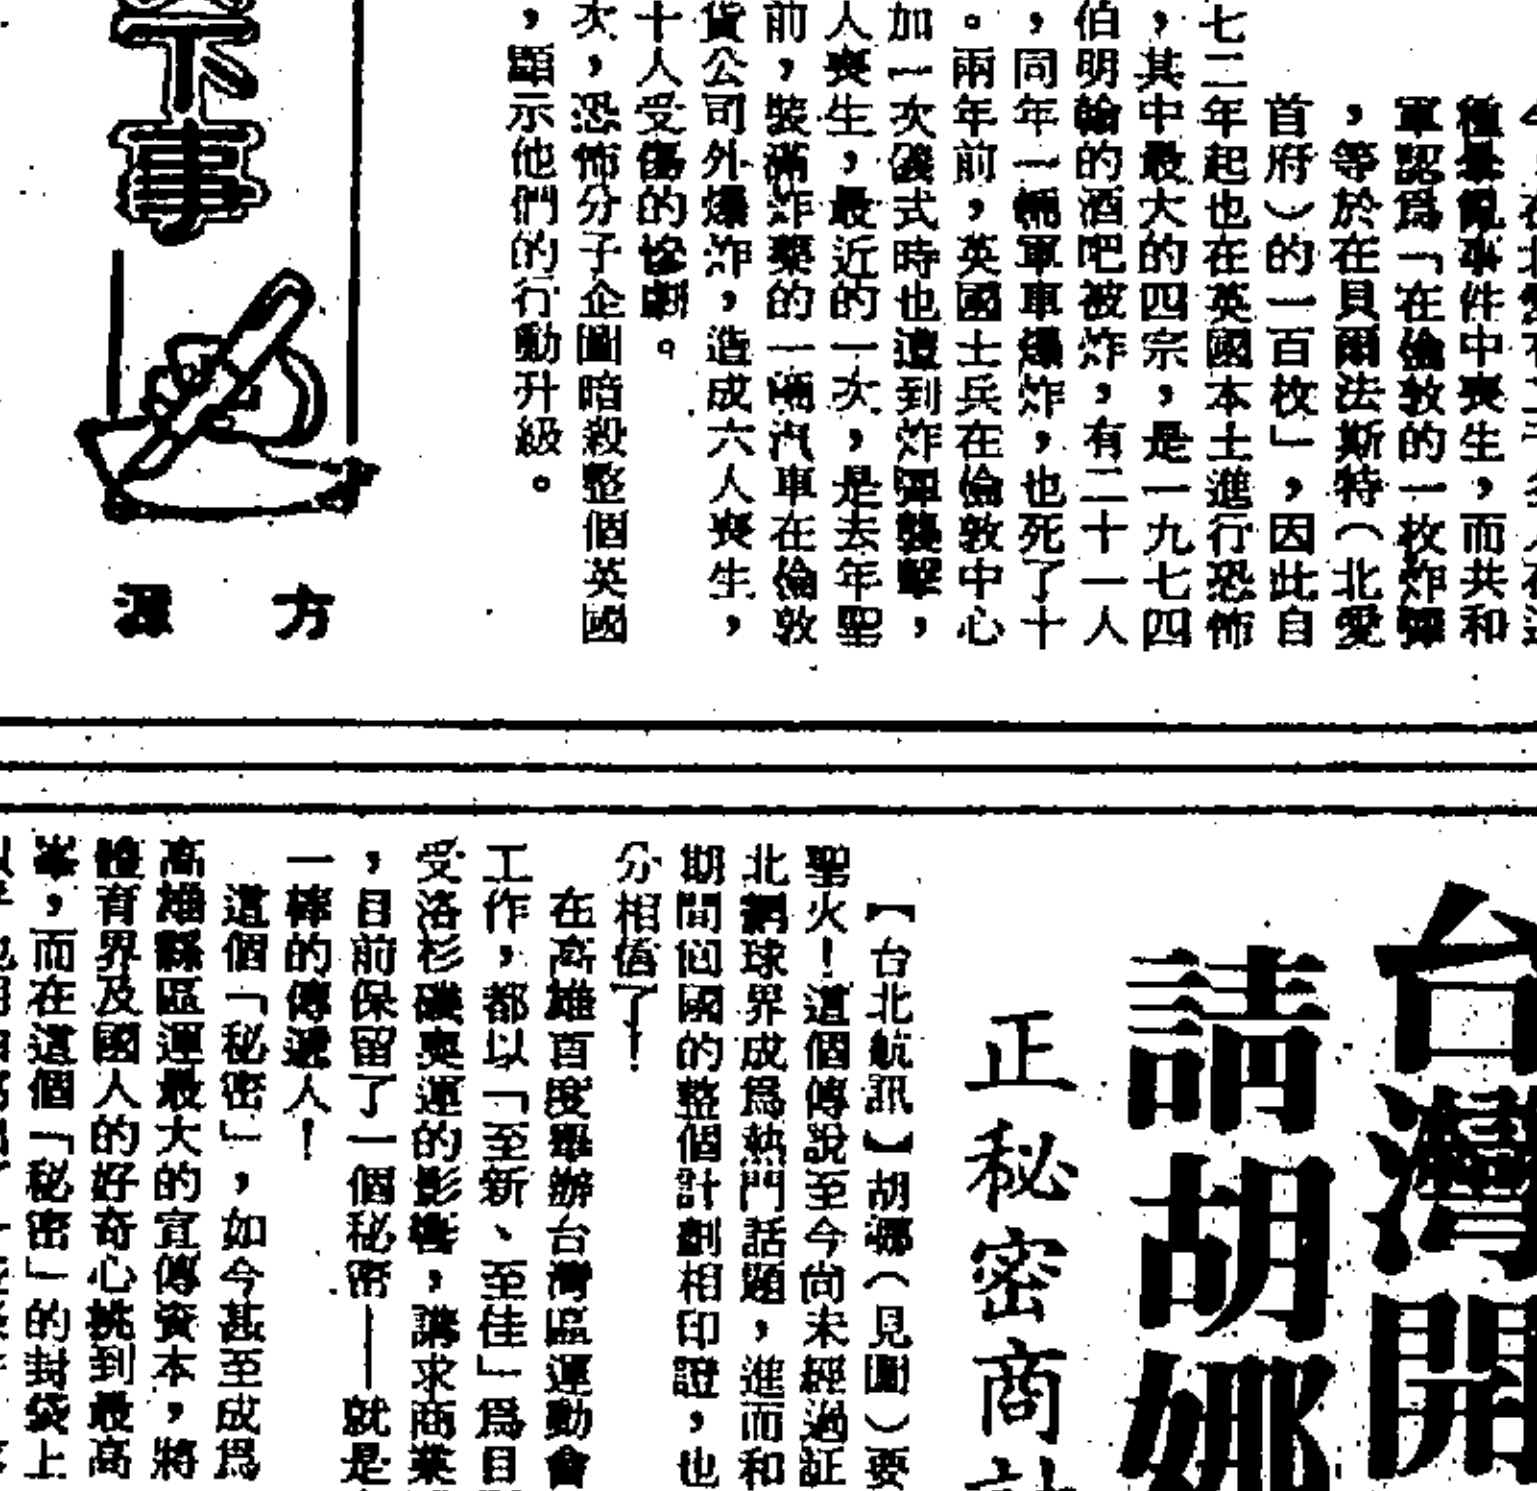 種暴亂事件中喪生，而共和
軍認爲「在倫敦的一枚炸彈
，等於在貝爾法斯特（北愛
首府）的一百枚」，因此自
七二年起也在英國本土進行恐怖
，其中最大的四宗，是一九七四
伯明翰的酒吧被炸，有二十一人
，同年一輛軍車爆炸，也死了十
。兩年前，英國士兵在倫敦中心
加一次儀式時也遭到炸彈襲擊，
人喪生，最近的一次，是去年聖
前，裝滿炸藥的一輛汽車在倫敦
貨公司外爆炸，造成六人喪生，
十人受傷的慘劇。
次，恐怖分子企圖暗殺整個英國
，顯示他們的行動升級。
下事
方源
台灣開
請胡娜
正秘密商
【台北航訊】胡娜（見圖）要
聖火！這個傳說至今尚未經過証
北網球界成爲熱門話題，進而和
期間回國的整個計劃相印證，也
分相信了！
在高雄首度舉辦台灣區運動會
工作，都以「至新、至佳」爲目
受洛杉磯奧運的影響，講求商業
，目前保留了一個秘密——就是
一棒的傳遞人！
這個「秘密」，如今甚至成爲
高雄縣區運最大的宣傳資本，將
體育界及國人的好奇心挑到最高
峯，而在這個「秘密」的封袋上